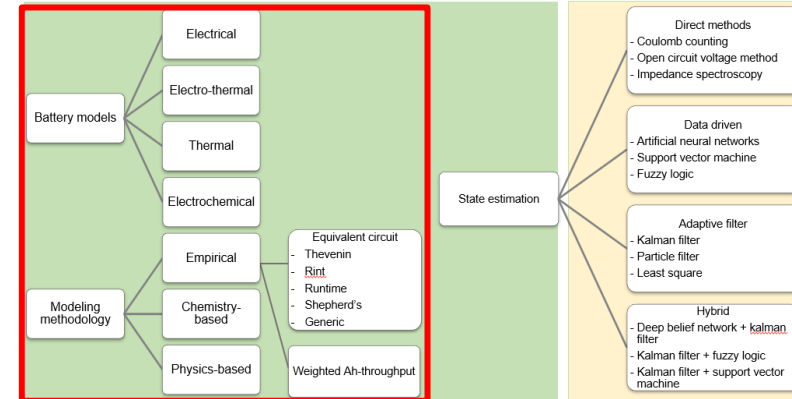 Battery models
Electrical
Electro-thermal
Thermal
Electrochemical
Modeling
methodology
Empirical
Chemistry-
based
Physics-based
Equivalent circuit
- Thevenin
- Rint
- Runtime
- Shepherd's
- Generic
Weighted Ah-throughput
State estimation
Direct methods
- Coulomb counting
- Open circuit voltage method
- Impedance spectroscopy
Data driven
- Artificial neural networks
- Support vector machine
- Fuzzy logic
Adaptive filter
- Kalman filter
- Particle filter
- Least square
Hybrid
- Deep belief network + kalman
filter
- Kalman filter + fuzzy logic
- Kalman filter + support vector
machine